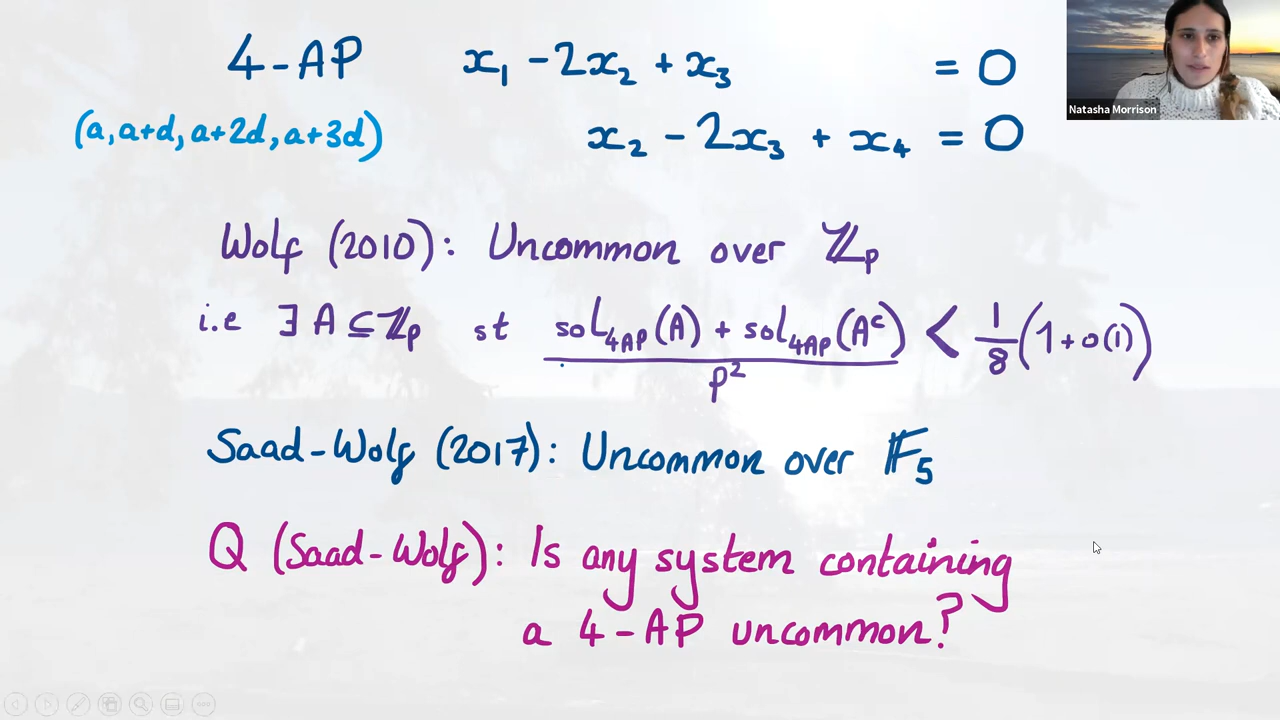 4-AP x₁ - 2x₂ + x₃ = 0
(a, a+d, a+2d, a+3d) x₂ - 2x₃ + x₄ = 0
Natasha Morrison
Wolf (2010): Uncommon over ℤₚ
i.e ∃ A ⊆ ℤₚ st (sol₄AP(A) + sol₄AP(Aᶜ)) / p² < 1/8 (1 + o(1))
Saad-Wolf (2017): Uncommon over 𝔽₅
Q (Saad-Wolf): Is any system containing
a 4-AP uncommon?